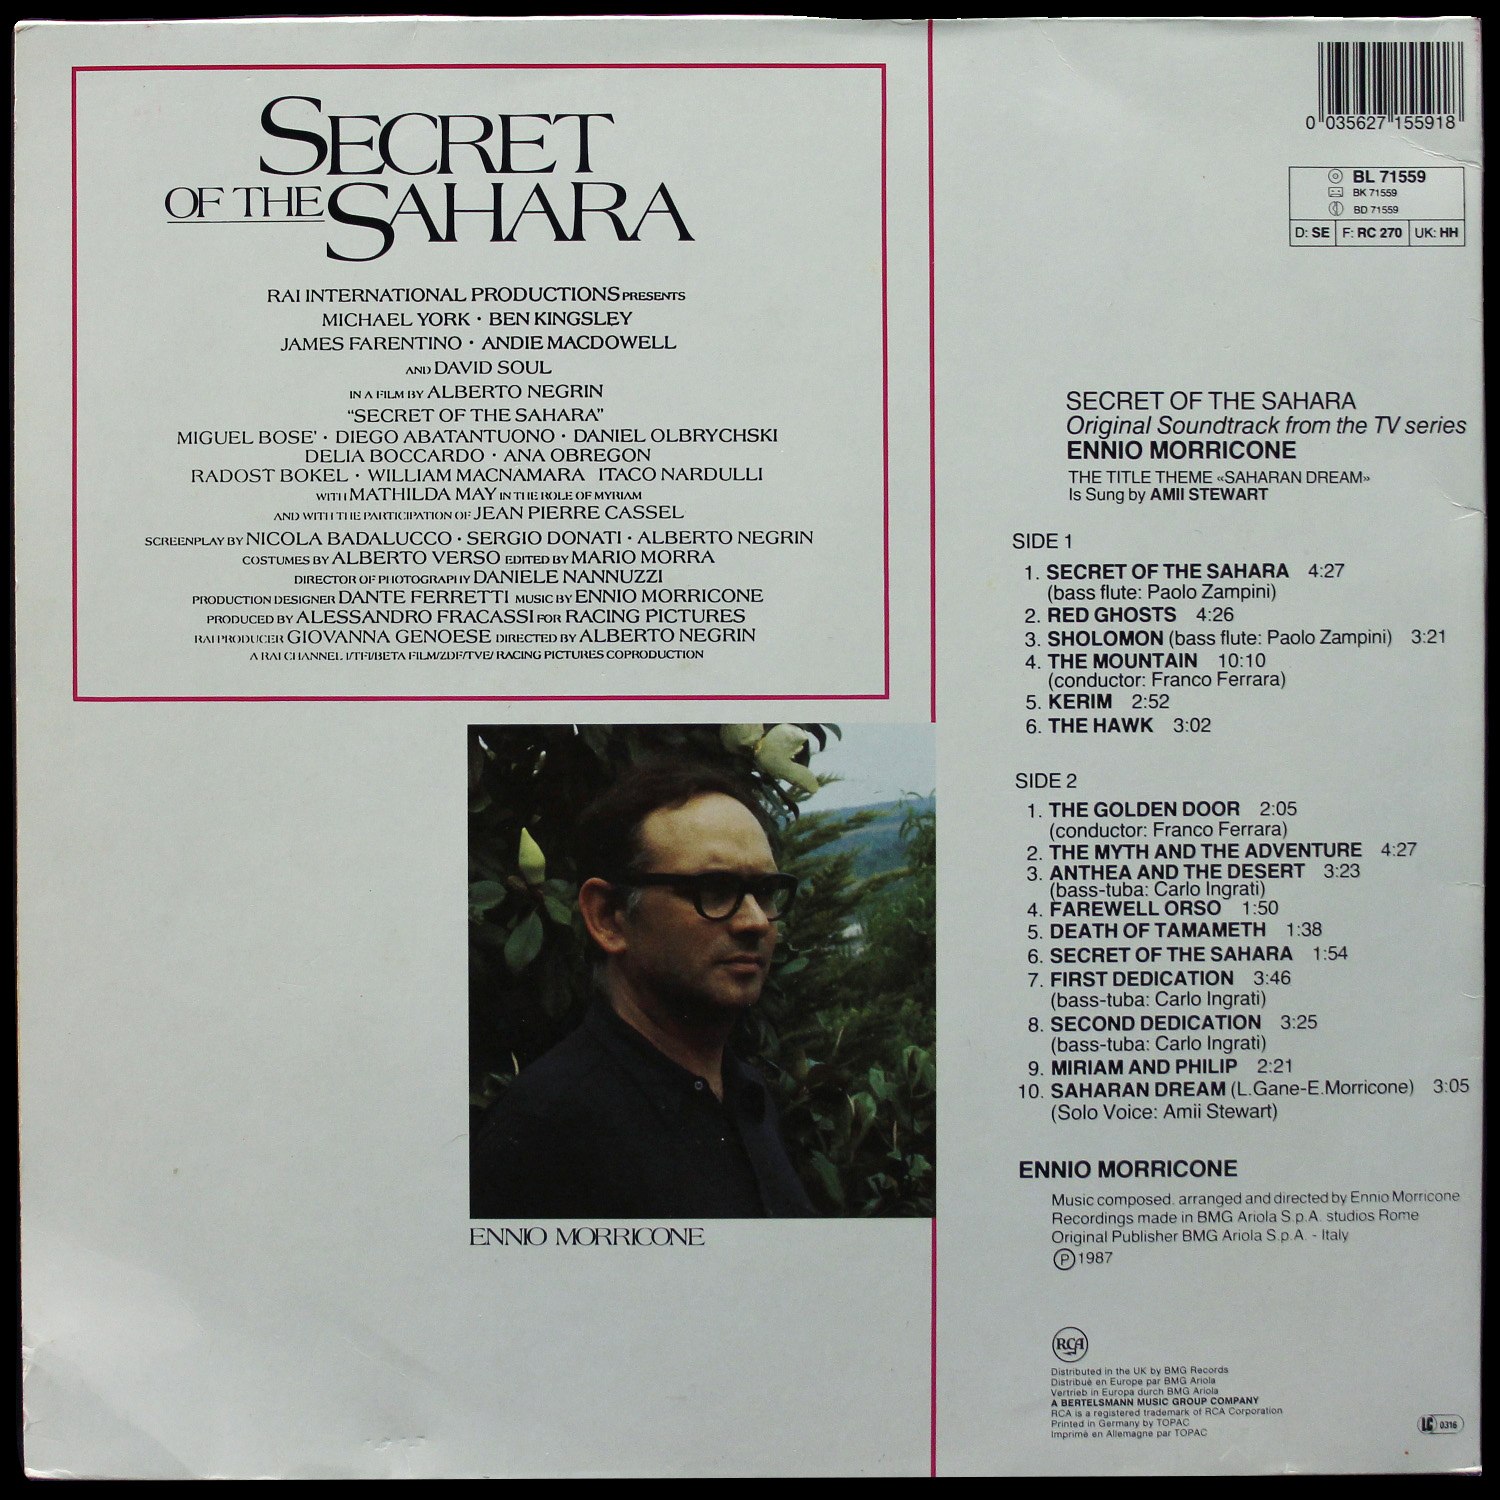 SECRET
OF THE SAHARA
RAI INTERNATIONAL PRODUCTIONS PRESENTS
MICHAEL YORK · BEN KINGSLEY
JAMES FARENTINO · ANDIE MACDOWELL
AND DAVID SOUL
IN A FILM BY ALBERTO NEGRIN
"SECRET OF THE SAHARA"
MIGUEL BOSE' · DIEGO ABATANTUONO · DANIEL OLBRYCHSKI
DELIA BOCCARDO · ANA OBREGON
RADOST BOKEL · WILLIAM MACNAMARA ITACO NARDULLI
WITH MATHILDA MAY IN THE ROLE OF MYRIAM
AND WITH THE PARTICIPATION OF JEAN PIERRE CASSEL
SCREENPLAY BY NICOLA BADALUCCO · SERGIO DONATI · ALBERTO NEGRIN
COSTUMES BY ALBERTO VERSO EDITED BY MARIO MORRA
DIRECTOR OF PHOTOGRAPHY DANIELE NANNUZZI
PRODUCTION DESIGNER DANTE FERRETTI MUSIC BY ENNIO MORRICONE
PRODUCED BY ALESSANDRO FRACASSI FOR RACING PICTURES
RAI PRODUCER GIOVANNA GENOESE DIRECTED BY ALBERTO NEGRIN
A RAI CHANNEL 1/TF1/BETA FILM/ZDF/TVE/ RACING PICTURES COPRODUCTION
ENNIO MORRICONE
0 035627 155918
BL 71559
BK 71559
BD 71559
D: SE F: RC 270 UK: HH
SECRET OF THE SAHARA
Original Soundtrack from the TV series
ENNIO MORRICONE
THE TITLE THEME «SAHARAN DREAM»
Is Sung by AMII STEWART
SIDE 1
1. SECRET OF THE SAHARA 4:27
(bass flute: Paolo Zampini)
2. RED GHOSTS 4:26
3. SHOLOMON (bass flute: Paolo Zampini) 3:21
4. THE MOUNTAIN 10:10
(conductor: Franco Ferrara)
5. KERIM 2:52
6. THE HAWK 3:02
SIDE 2
1. THE GOLDEN DOOR 2:05
(conductor: Franco Ferrara)
2. THE MYTH AND THE ADVENTURE 4:27
3. ANTHEA AND THE DESERT 3:23
(bass-tuba: Carlo Ingrati)
4. FAREWELL ORSO 1:50
5. DEATH OF TAMAMETH 1:38
6. SECRET OF THE SAHARA 1:54
7. FIRST DEDICATION 3:46
(bass-tuba: Carlo Ingrati)
8. SECOND DEDICATION 3:25
(bass-tuba: Carlo Ingrati)
9. MIRIAM AND PHILIP 2:21
10. SAHARAN DREAM (L.Gane-E.Morricone) 3:05
(Solo Voice: Amii Stewart)
ENNIO MORRICONE
Music composed. arranged and directed by Ennio Morricone
Recordings made in BMG Ariola S.p.A. studios Rome
Original Publisher BMG Ariola S.p.A. - Italy
Ⓟ 1987
RCA
Distributed in the UK by BMG Records
Distribué en Europe par BMG Ariola
Vertrieb in Europa durch BMG Ariola
A BERTELSMANN MUSIC GROUP COMPANY
RCA is a registered trademark of RCA Corporation
Printed in Germany by TOPAC
Imprimé en Allemagne par TOPAC
LC 0316